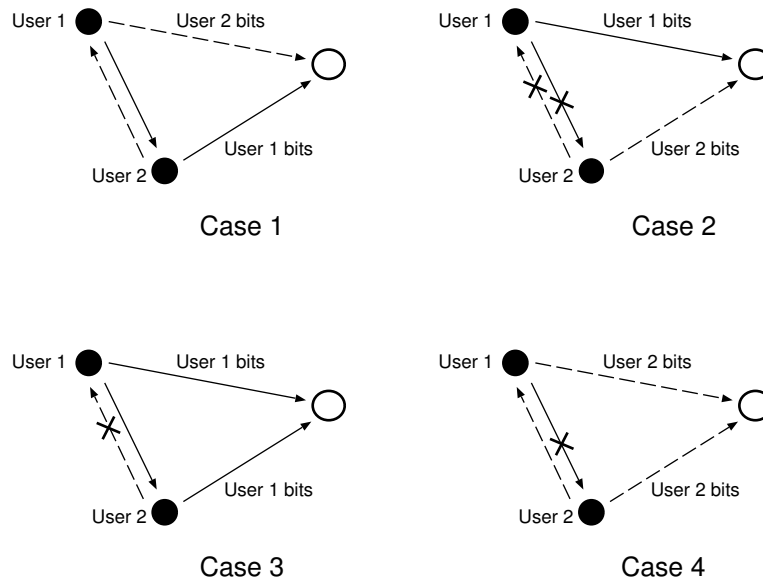 User 1
User 2 bits
User 2
User 1 bits
Case 1
User 1
User 1 bits
User 2
User 2 bits
Case 2
User 1
User 1 bits
User 2
User 1 bits
Case 3
User 1
User 2 bits
User 2
User 2 bits
Case 4